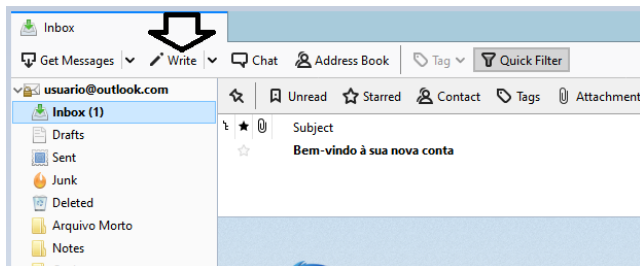 Inbox
Get Messages Write Chat Address Book Tag Quick Filter
usuario@outlook.com
Unread Starred Contact Tags Attachment
Inbox (1)
Drafts
Subject
Sent
Bem-vindo à sua nova conta
Junk
Deleted
Arquivo Morto
Notes